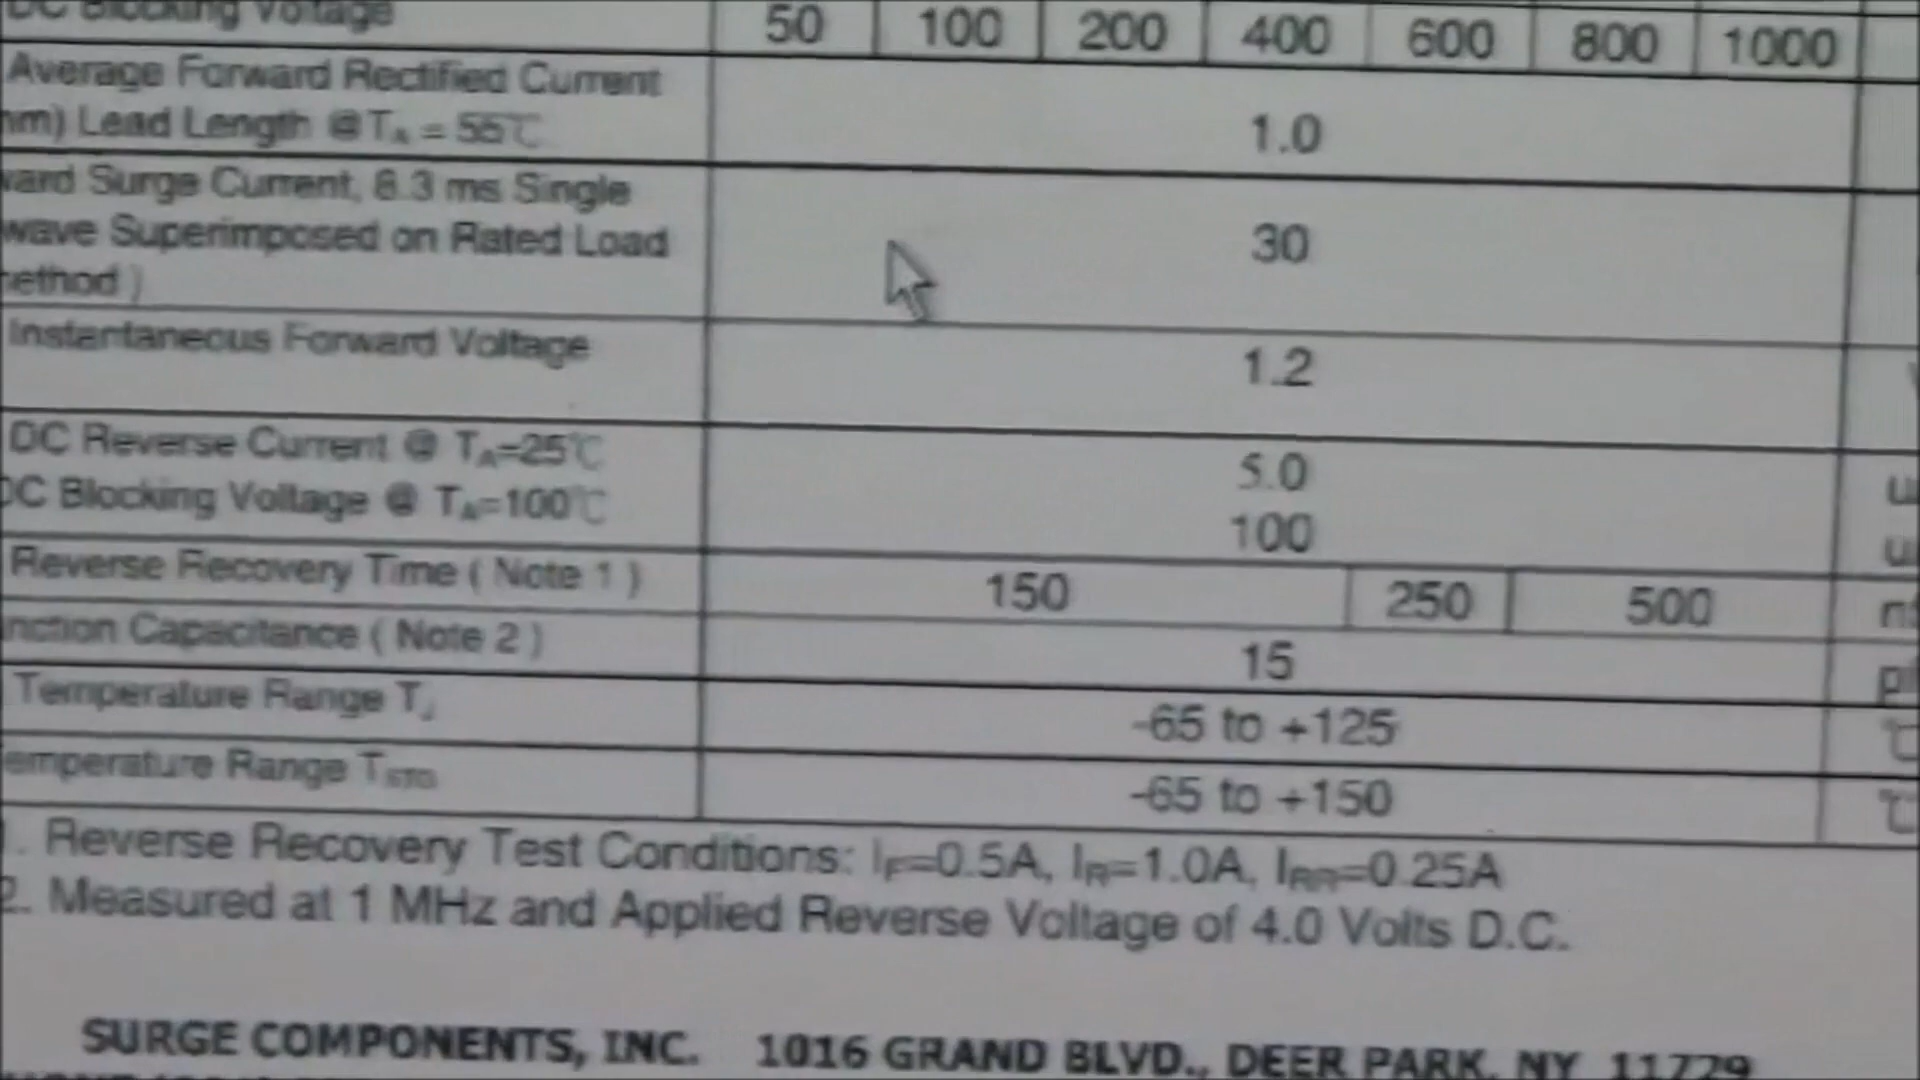 DC Blocking Voltage 50 100 200 400 600 800 1000
Average Forward Rectified Current
mm) Lead Length @ TA = 55℃ 1.0
ward Surge Current, 8.3 ms Single
wave Superimposed on Rated Load 30
ethod )
Instantaneous Forward Voltage 1.2
DC Reverse Current @ TA=25℃ 5.0
DC Blocking Voltage @ TA=100℃ 100
Reverse Recovery Time ( Note 1 ) 150 250 500
nction Capacitance ( Note 2 ) 15
Temperature Range TJ -65 to +125 ℃
emperature Range TSTG -65 to +150 ℃
1. Reverse Recovery Test Conditions: IF=0.5A, IR=1.0A, IRR=0.25A
2. Measured at 1 MHz and Applied Reverse Voltage of 4.0 Volts D.C.
SURGE COMPONENTS, INC. 1016 GRAND BLVD., DEER PARK, NY 11729